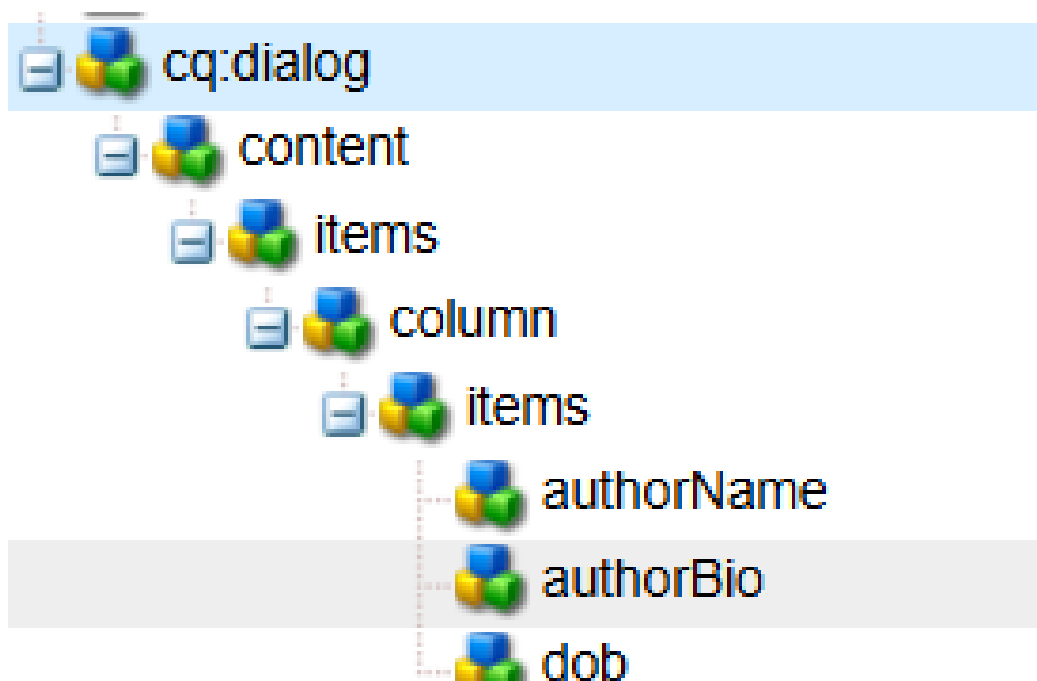 cq:dialog
content
items
column
items
authorName
authorBio
dob